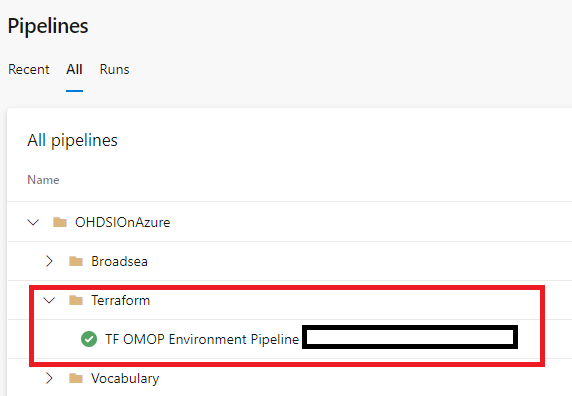 Pipelines
Recent All Runs
All pipelines
Name
OHDSIOnAzure
Broadsea
Terraform
TF OMOP Environment Pipeline
Vocabulary